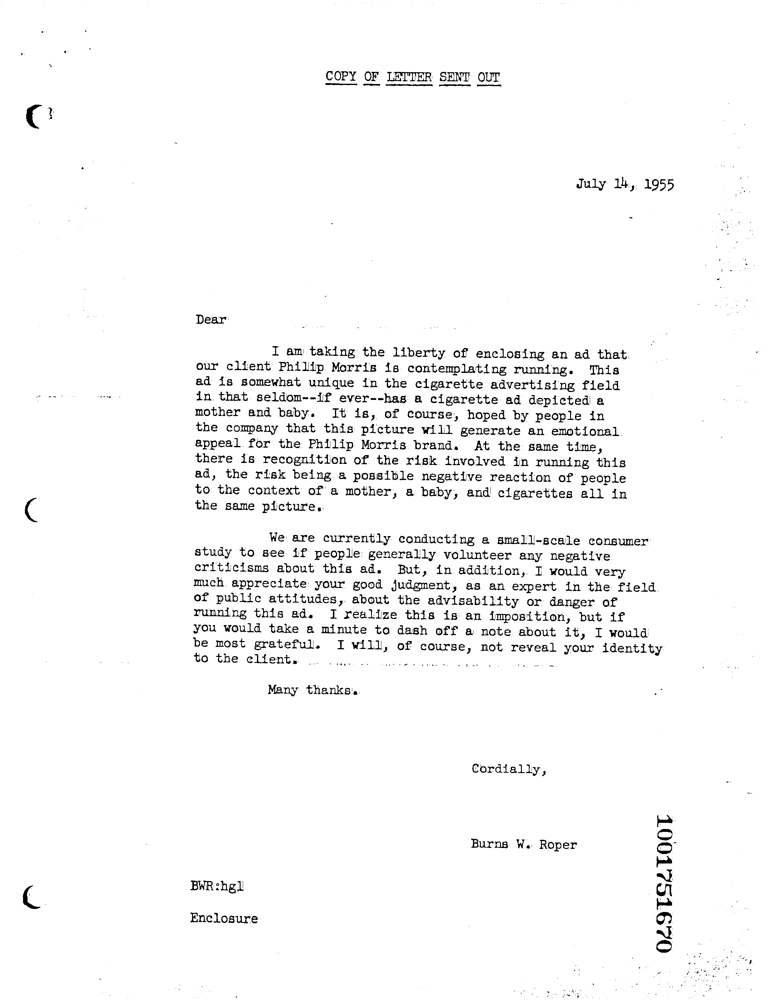 COPY OF LETTER SENT OUT
July 14, 1955
Dear
I am taking the liberty of enclosing an ad that
our client Philip Morris is contemplating running. This
ad is somewhat unique in the cigarette advertising field
in that seldom--if ever--has a cigarette ad depicted a
mother and baby. It is, of course, hoped by people in
the company that this picture will generate an emotional
appeal for the Philip Morris brand. At the same time,
there is recognition of the risk involved in running this
ad, the risk being a possible negative reaction of people
to the context of a mother, a baby, and cigarettes all in
the same picture.
We are currently conducting a small-scale consumer
study to see if people generally volunteer any negative
criticisms about this ad. But, in addition, I would very
much appreciate your good judgment, as an expert in the field
of public attitudes, about the advisability or danger of
running this ad. I realize this is an imposition, but if
you would take a minute to dash off a note about it, I would
be most grateful. I will, of course, not reveal your identity
to the client.
Many thanks.
Cordially,
Burns W. Roper
BWR:hgl
Enclosure
1001751670